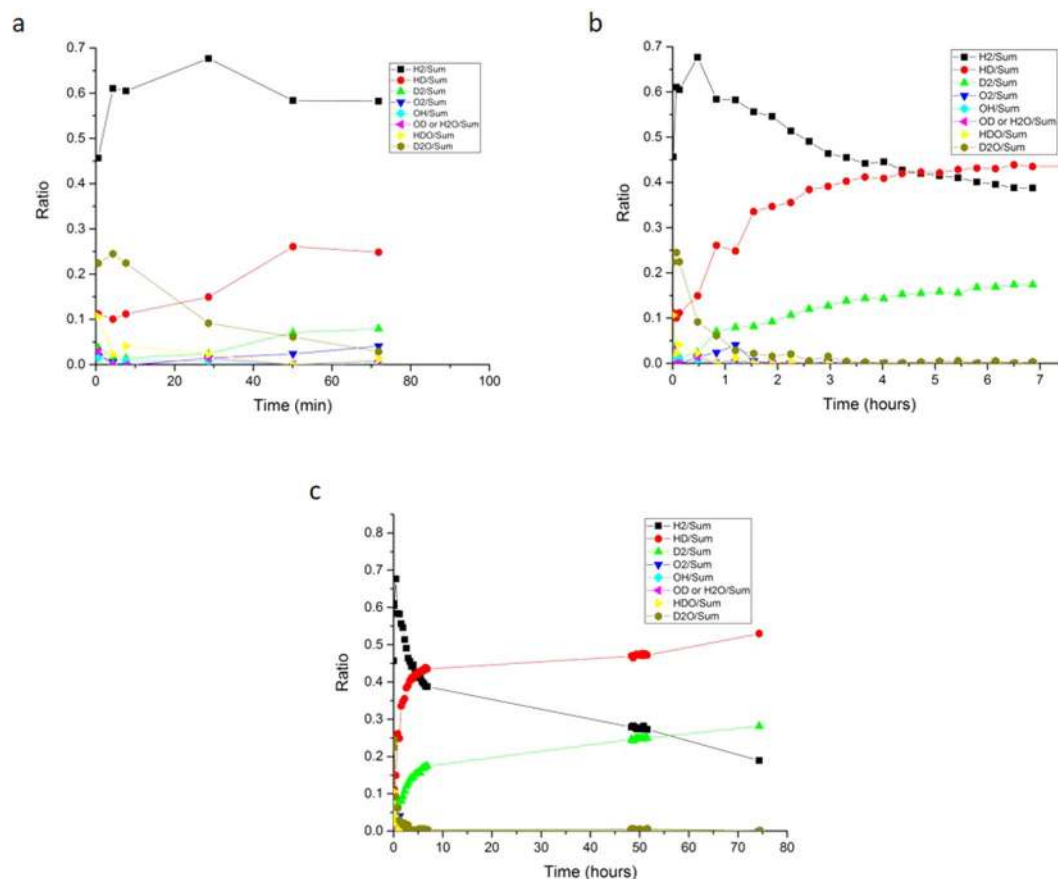 a
0.7
0.6
0.5
0.4
0.3
0.2
0.1
0.0
Ratio
0 20 40 60 80 100
Time (min)
H2/Sum
HD/Sum
D2/Sum
O2/Sum
OH/Sum
OD or H2O/Sum
HDO/Sum
D2O/Sum
b
0.7
0.6
0.5
0.4
0.3
0.2
0.1
0.0
Ratio
0 1 2 3 4 5 6 7
Time (hours)
H2/Sum
HD/Sum
D2/Sum
O2/Sum
OH/Sum
OD or H2O/Sum
HDO/Sum
D2O/Sum
c
0.8
0.7
0.6
0.5
0.4
0.3
0.2
0.1
0.0
Ratio
0 10 20 30 40 50 60 70 80
Time (hours)
H2/Sum
HD/Sum
D2/Sum
O2/Sum
OH/Sum
OD or H2O/Sum
HDO/Sum
D2O/Sum